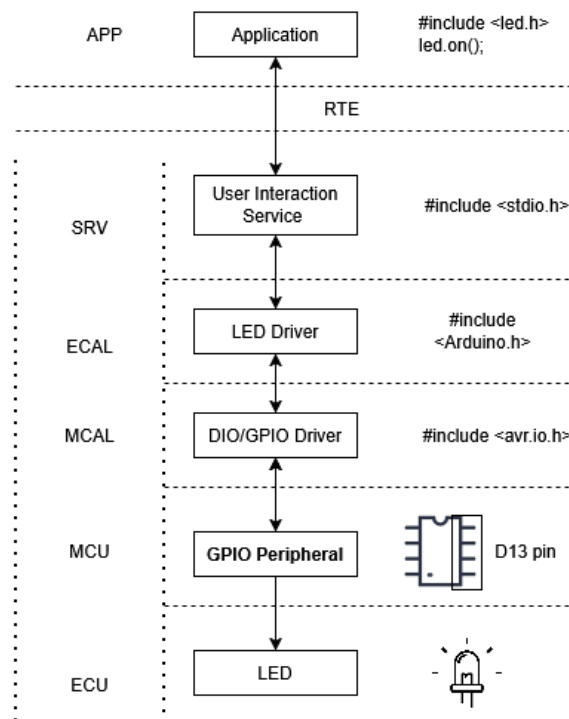 APP
Application
#include <led.h>
led.on();
RTE
SRV
User Interaction
Service
#include <stdio.h>
ECAL
LED Driver
#include
<Arduino.h>
MCAL
DIO/GPIO Driver
#include <avr.io.h>
MCU
GPIO Peripheral
D13 pin
ECU
LED